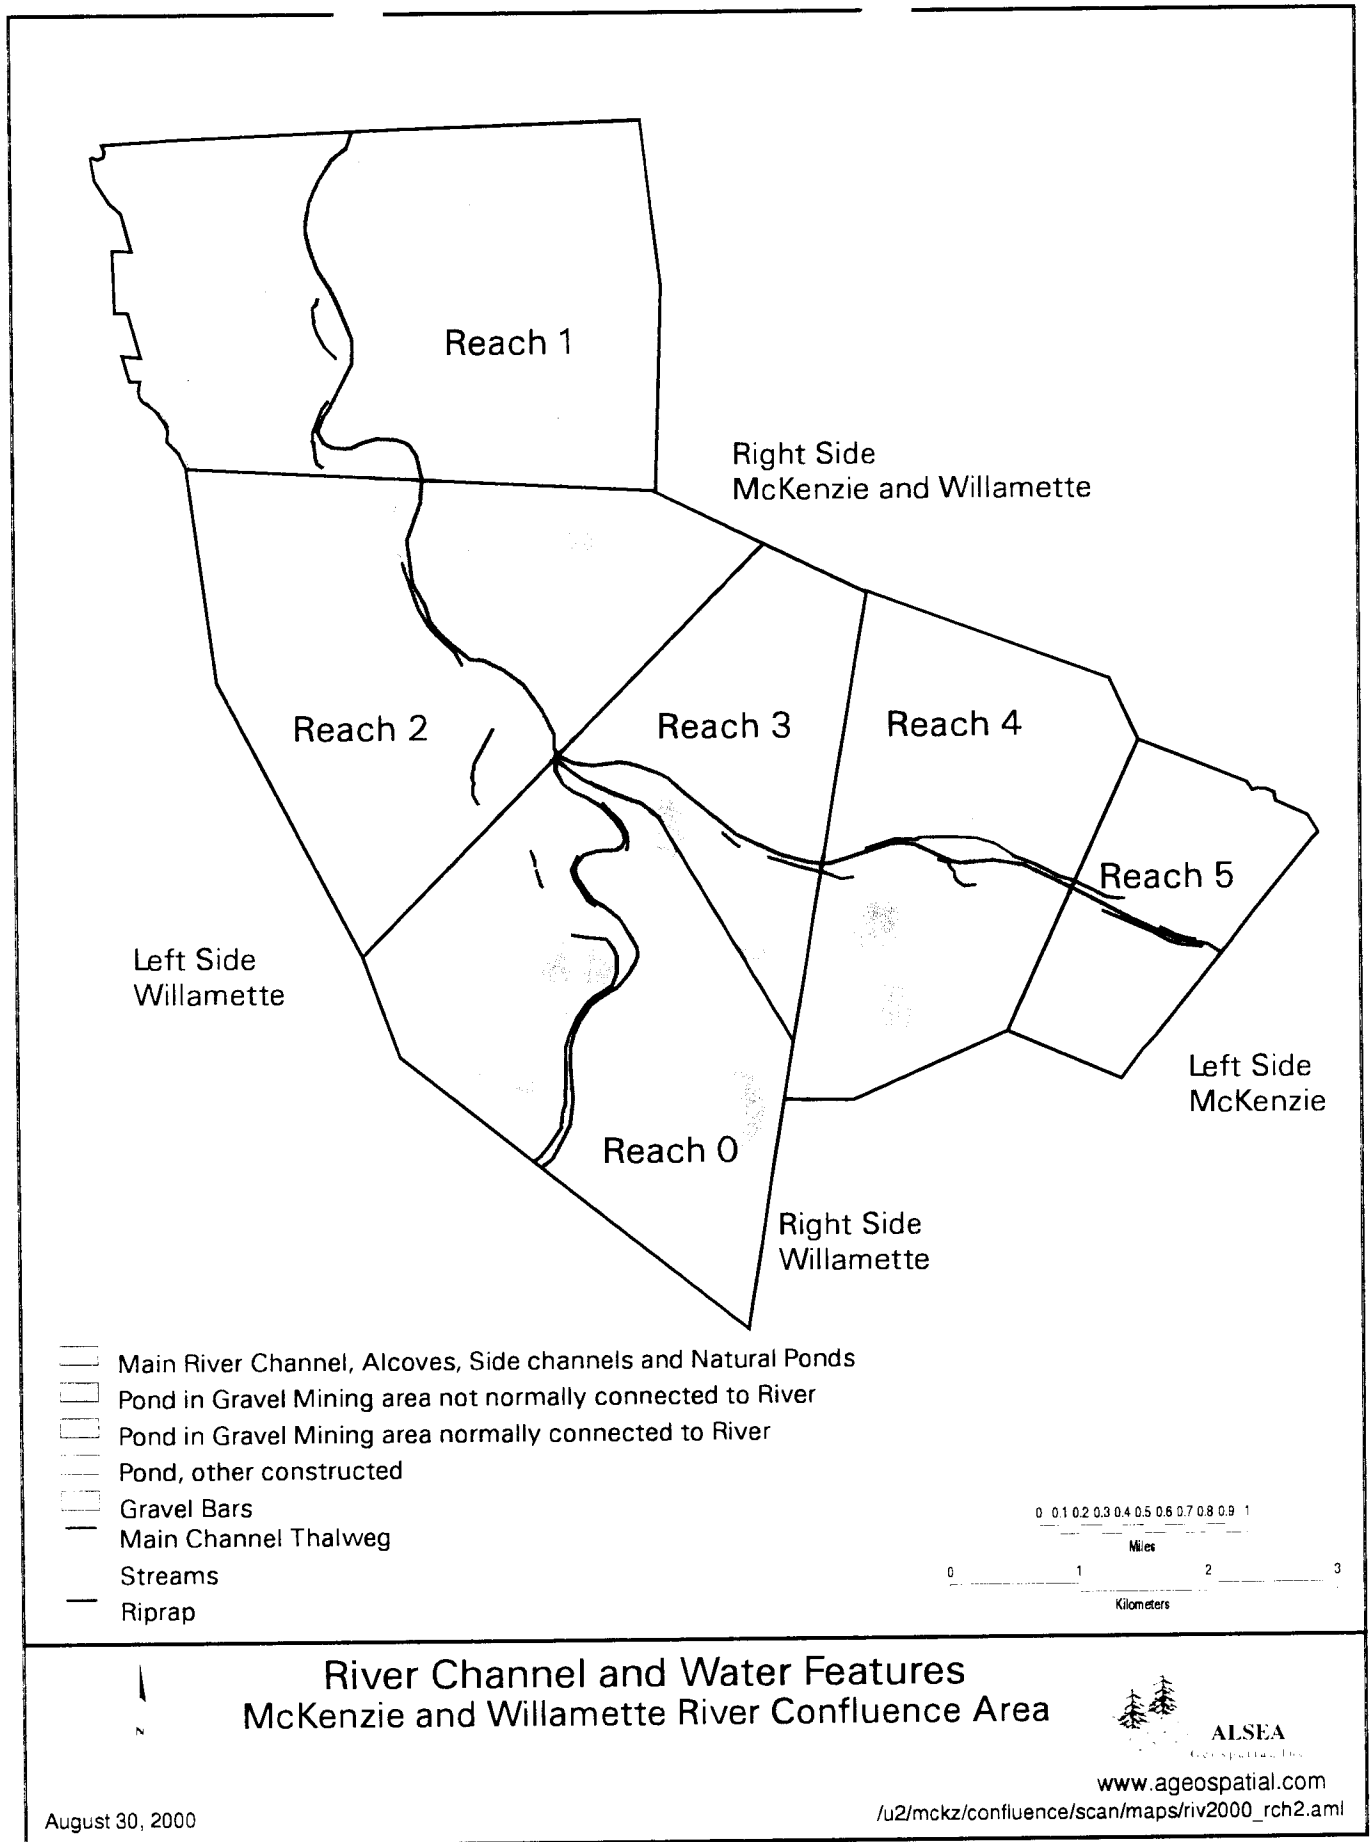 Reach 1
Right Side
McKenzie and Willamette
Reach 2
Reach 3
Reach 4
Reach 5
Left Side
Willamette
Left Side
McKenzie
Reach 0
Right Side
Willamette
Main River Channel, Alcoves, Side channels and Natural Ponds
Pond in Gravel Mining area not normally connected to River
Pond in Gravel Mining area normally connected to River
Pond, other constructed
Gravel Bars
Main Channel Thalweg
Streams
Riprap
0 0.1 0.2 0.3 0.4 0.5 0.6 0.7 0.8 0.9 1
Miles
0 1 2 3
Kilometers
River Channel and Water Features
McKenzie and Willamette River Confluence Area
N
ALSEA
Geospatial, Inc.
www.ageospatial.com
August 30, 2000
/u2/mckz/confluence/scan/maps/riv2000_rch2.aml